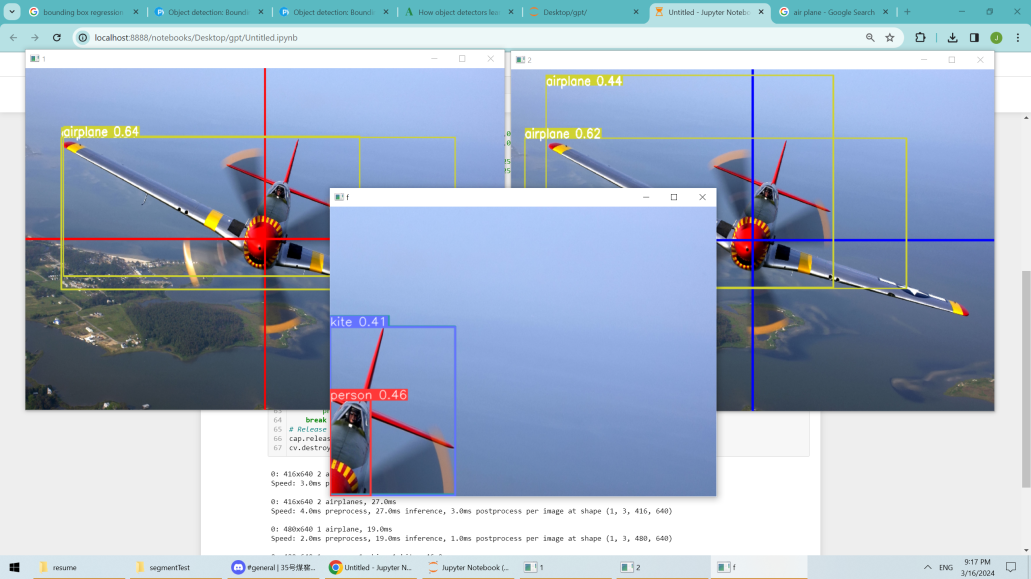 bounding box regression
Object detection: Boundi
Object detection: Boundi
How object detectors lea
Desktop/gpt/
Untitled - Jupyter Notebo
air plane - Google Search
localhost:8888/notebooks/Desktop/gpt/Untitled.ipynb
J
1
2
airplane 0.64
airplane 0.44
airplane 0.62
f
kite 0.41
person 0.46
64 break
65 # Release
66 cap.releas
67 cv.destroy
0: 416x640 2 ai
Speed: 3.0ms p
0: 416x640 2 airplanes, 27.0ms
Speed: 4.0ms preprocess, 27.0ms inference, 3.0ms postprocess per image at shape (1, 3, 416, 640)
0: 480x640 1 airplane, 19.0ms
Speed: 2.0ms preprocess, 19.0ms inference, 1.0ms postprocess per image at shape (1, 3, 480, 640)
resume
segmentTest
#general | 35号煤窑...
Untitled - Jupyter N...
Jupyter Notebook (...
1
2
f
ENG
9:17 PM
3/16/2024